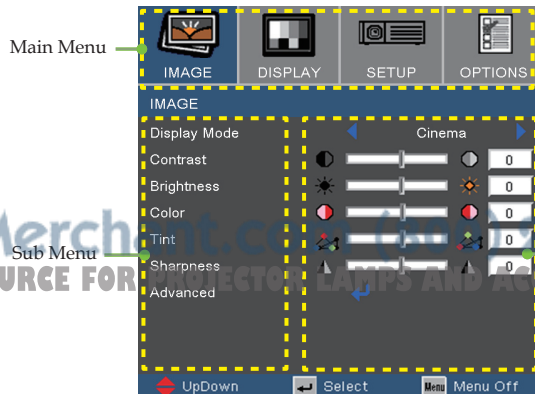 Main Menu
IMAGE DISPLAY SETUP OPTIONS
IMAGE
Display Mode Cinema
Contrast 0
Brightness 0
Color 0
Tint 0
Sub Menu
Sharpness 0
Advanced
UpDown Select Menu Menu Off